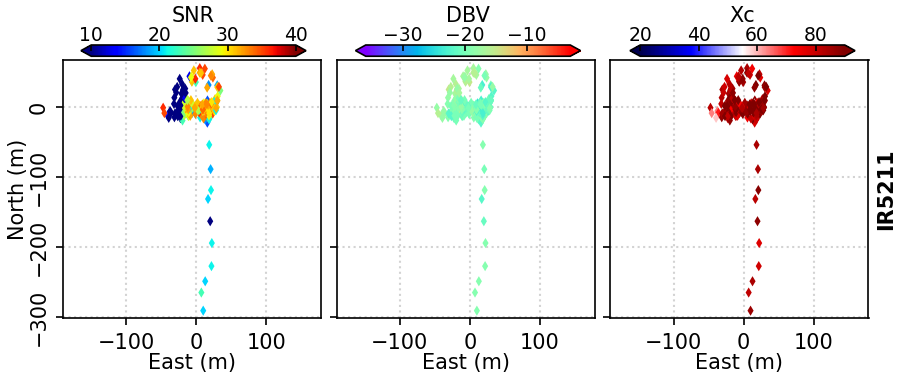 SNR DBV Xc
10 20 30 40 −30 −20 −10 20 40 60 80
0
−100
−200
−300
North (m)
IR5211
−100 0 100 −100 0 100 −100 0 100
East (m) East (m) East (m)